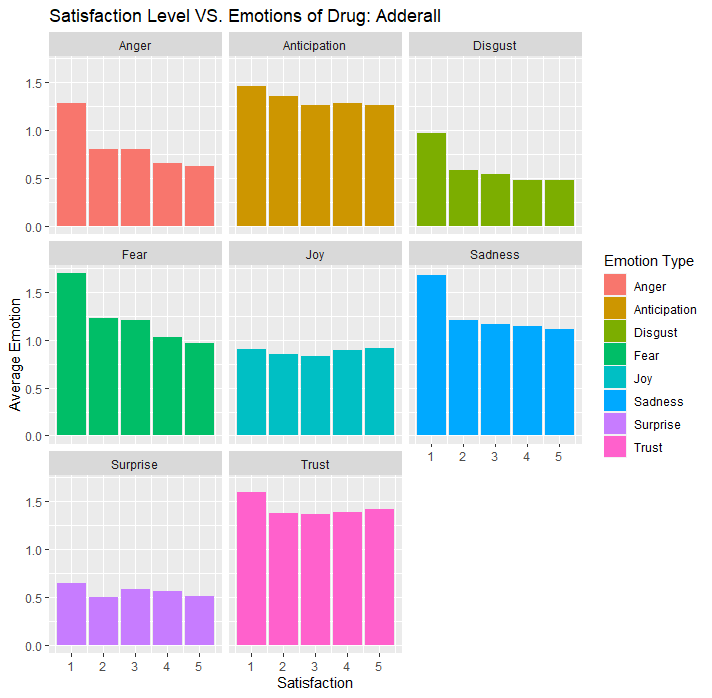 Satisfaction Level VS. Emotions of Drug: Adderall
Anger Anticipation Disgust
1.5
1.0
0.5
0.0
Fear Joy Sadness
1.5
1.0
0.5
0.0
1 2 3 4 5
Surprise Trust
1.5
1.0
0.5
0.0
1 2 3 4 5 1 2 3 4 5
Satisfaction
Average Emotion
Emotion Type
Anger
Anticipation
Disgust
Fear
Joy
Sadness
Surprise
Trust